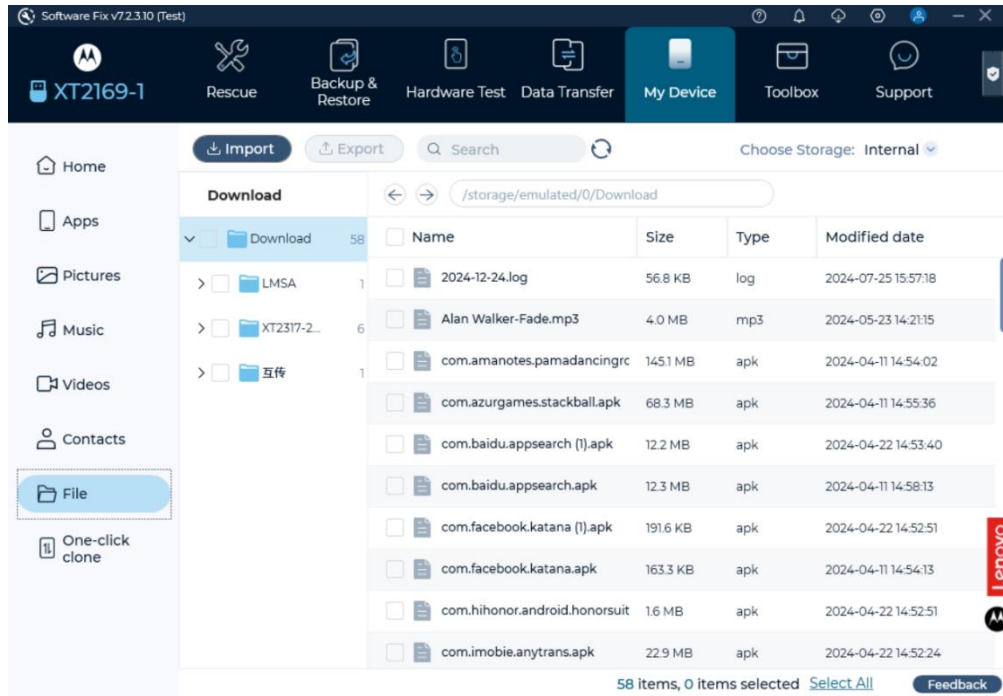 Software Fix v7.2.3.10 (Test)
XT2169-1
Rescue
Backup &
Restore
Hardware Test
Data Transfer
My Device
Toolbox
Support
Home
Apps
Pictures
Music
Videos
Contacts
File
One-click
clone
Import
Export
Search
Choose Storage: Internal
Download
/storage/emulated/0/Download
Download 58
LMSA 1
XT2317-2... 6
互传 1
Name Size Type Modified date
2024-12-24.log 56.8 KB log 2024-07-25 15:57:18
Alan Walker-Fade.mp3 4.0 MB mp3 2024-05-23 14:21:15
com.amanotes.pamadancingrc 145.1 MB apk 2024-04-11 14:54:02
com.azurgames.stackball.apk 68.3 MB apk 2024-04-11 14:55:36
com.baidu.appsearch (1).apk 12.2 MB apk 2024-04-22 14:53:40
com.baidu.appsearch.apk 12.3 MB apk 2024-04-11 14:58:13
com.facebook.katana (1).apk 191.6 KB apk 2024-04-22 14:52:51
com.facebook.katana.apk 163.3 KB apk 2024-04-11 14:54:13
com.hihonor.android.honorsuit 1.6 MB apk 2024-04-22 14:52:51
com.imobie.anytrans.apk 22.9 MB apk 2024-04-22 14:52:24
Lenovo
58 items, 0 items selected Select All
Feedback